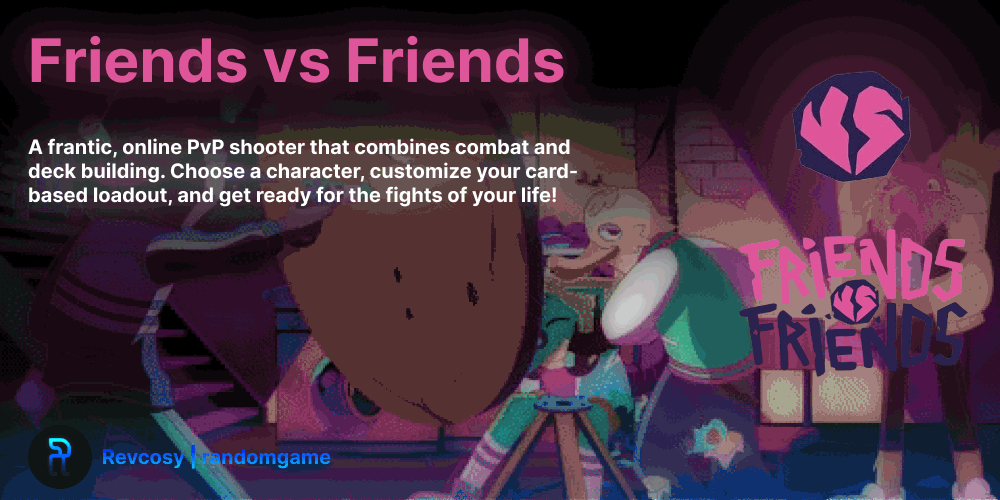 Friends vs Friends
A frantic, online PvP shooter that combines combat and
deck building. Choose a character, customize your card-
based loadout, and get ready for the fights of your life!
VS
FRiENDS
VS
FRiENDS
Revcosy | randomgame